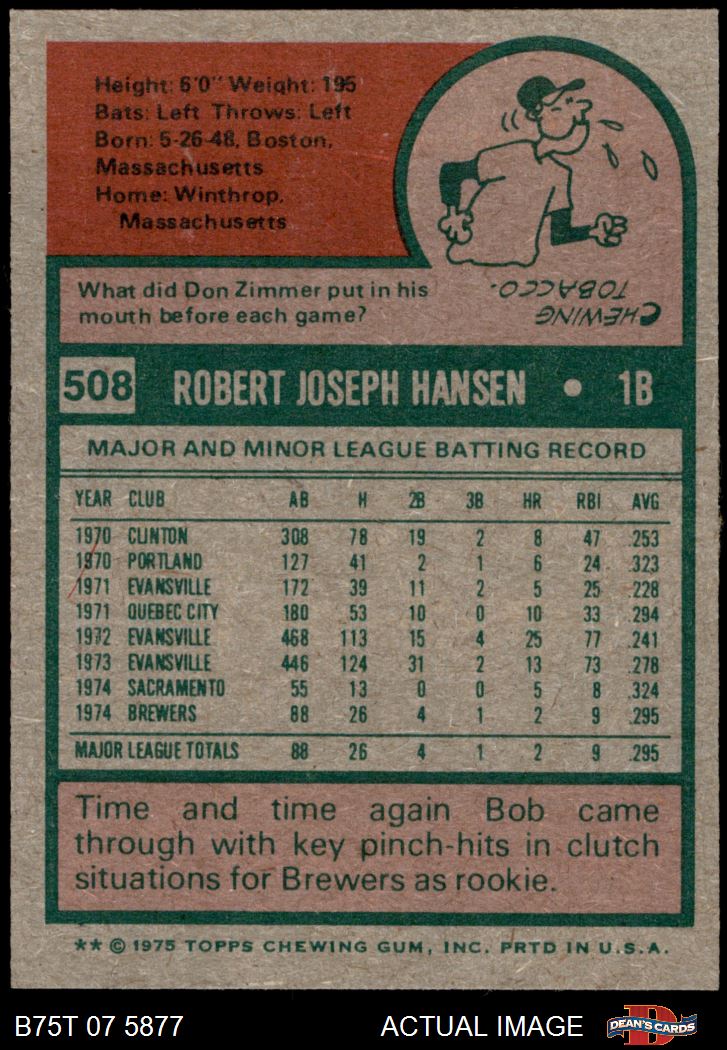 Height: 6'0" Weight: 195
Bats: Left Throws: Left
Born: 5-26-48, Boston,
Massachusetts
Home: Winthrop,
Massachusetts
What did Don Zimmer put in his
mouth before each game?
CHEWING
TOBACCO.
508 ROBERT JOSEPH HANSEN • 1B
MAJOR AND MINOR LEAGUE BATTING RECORD
YEAR CLUB AB H 2B 3B HR RBI AVG
1970 CLINTON 308 78 19 2 8 47 .253
1970 PORTLAND 127 41 2 1 6 24 .323
1971 EVANSVILLE 172 39 11 2 5 25 .228
1971 QUEBEC CITY 180 53 10 0 10 33 .294
1972 EVANSVILLE 468 113 15 4 25 77 .241
1973 EVANSVILLE 446 124 31 2 13 73 .278
1974 SACRAMENTO 55 13 0 0 5 8 .324
1974 BREWERS 88 26 4 1 2 9 .295
MAJOR LEAGUE TOTALS 88 26 4 1 2 9 .295
Time and time again Bob came
through with key pinch-hits in clutch
situations for Brewers as rookie.
** © 1975 TOPPS CHEWING GUM, INC. PRTD IN U.S.A.
B75T 07 5877 ACTUAL IMAGE D DEAN'S CARDS